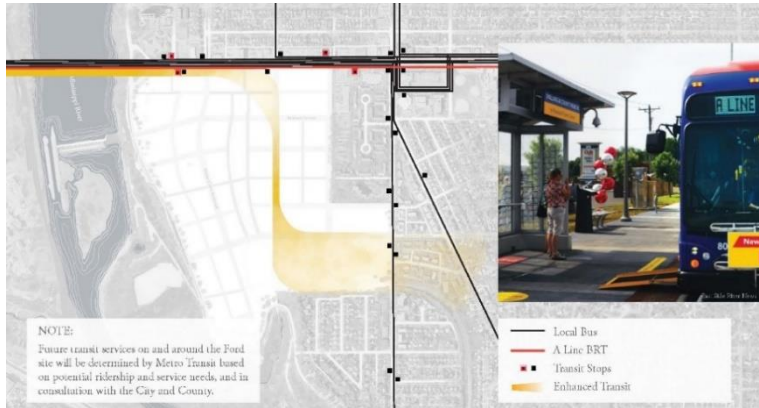 A LINE
80
New
NOTE:
Future transit services on and around the Ford
site will be determined by Metro Transit based
on potential ridership and service needs, and in
consultation with the City and County.
Local Bus
A Line BRT
Transit Stops
Enhanced Transit